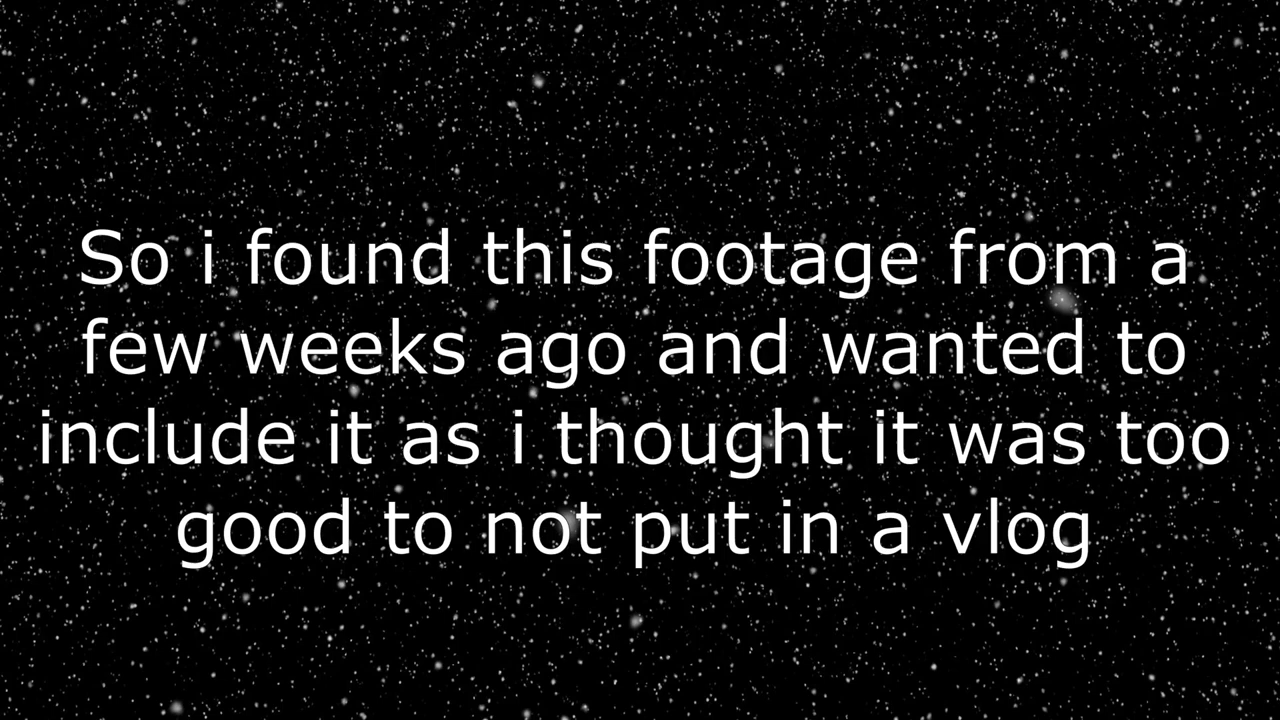 So i found this footage from a
few weeks ago and wanted to
include it as i thought it was too
good to not put in a vlog